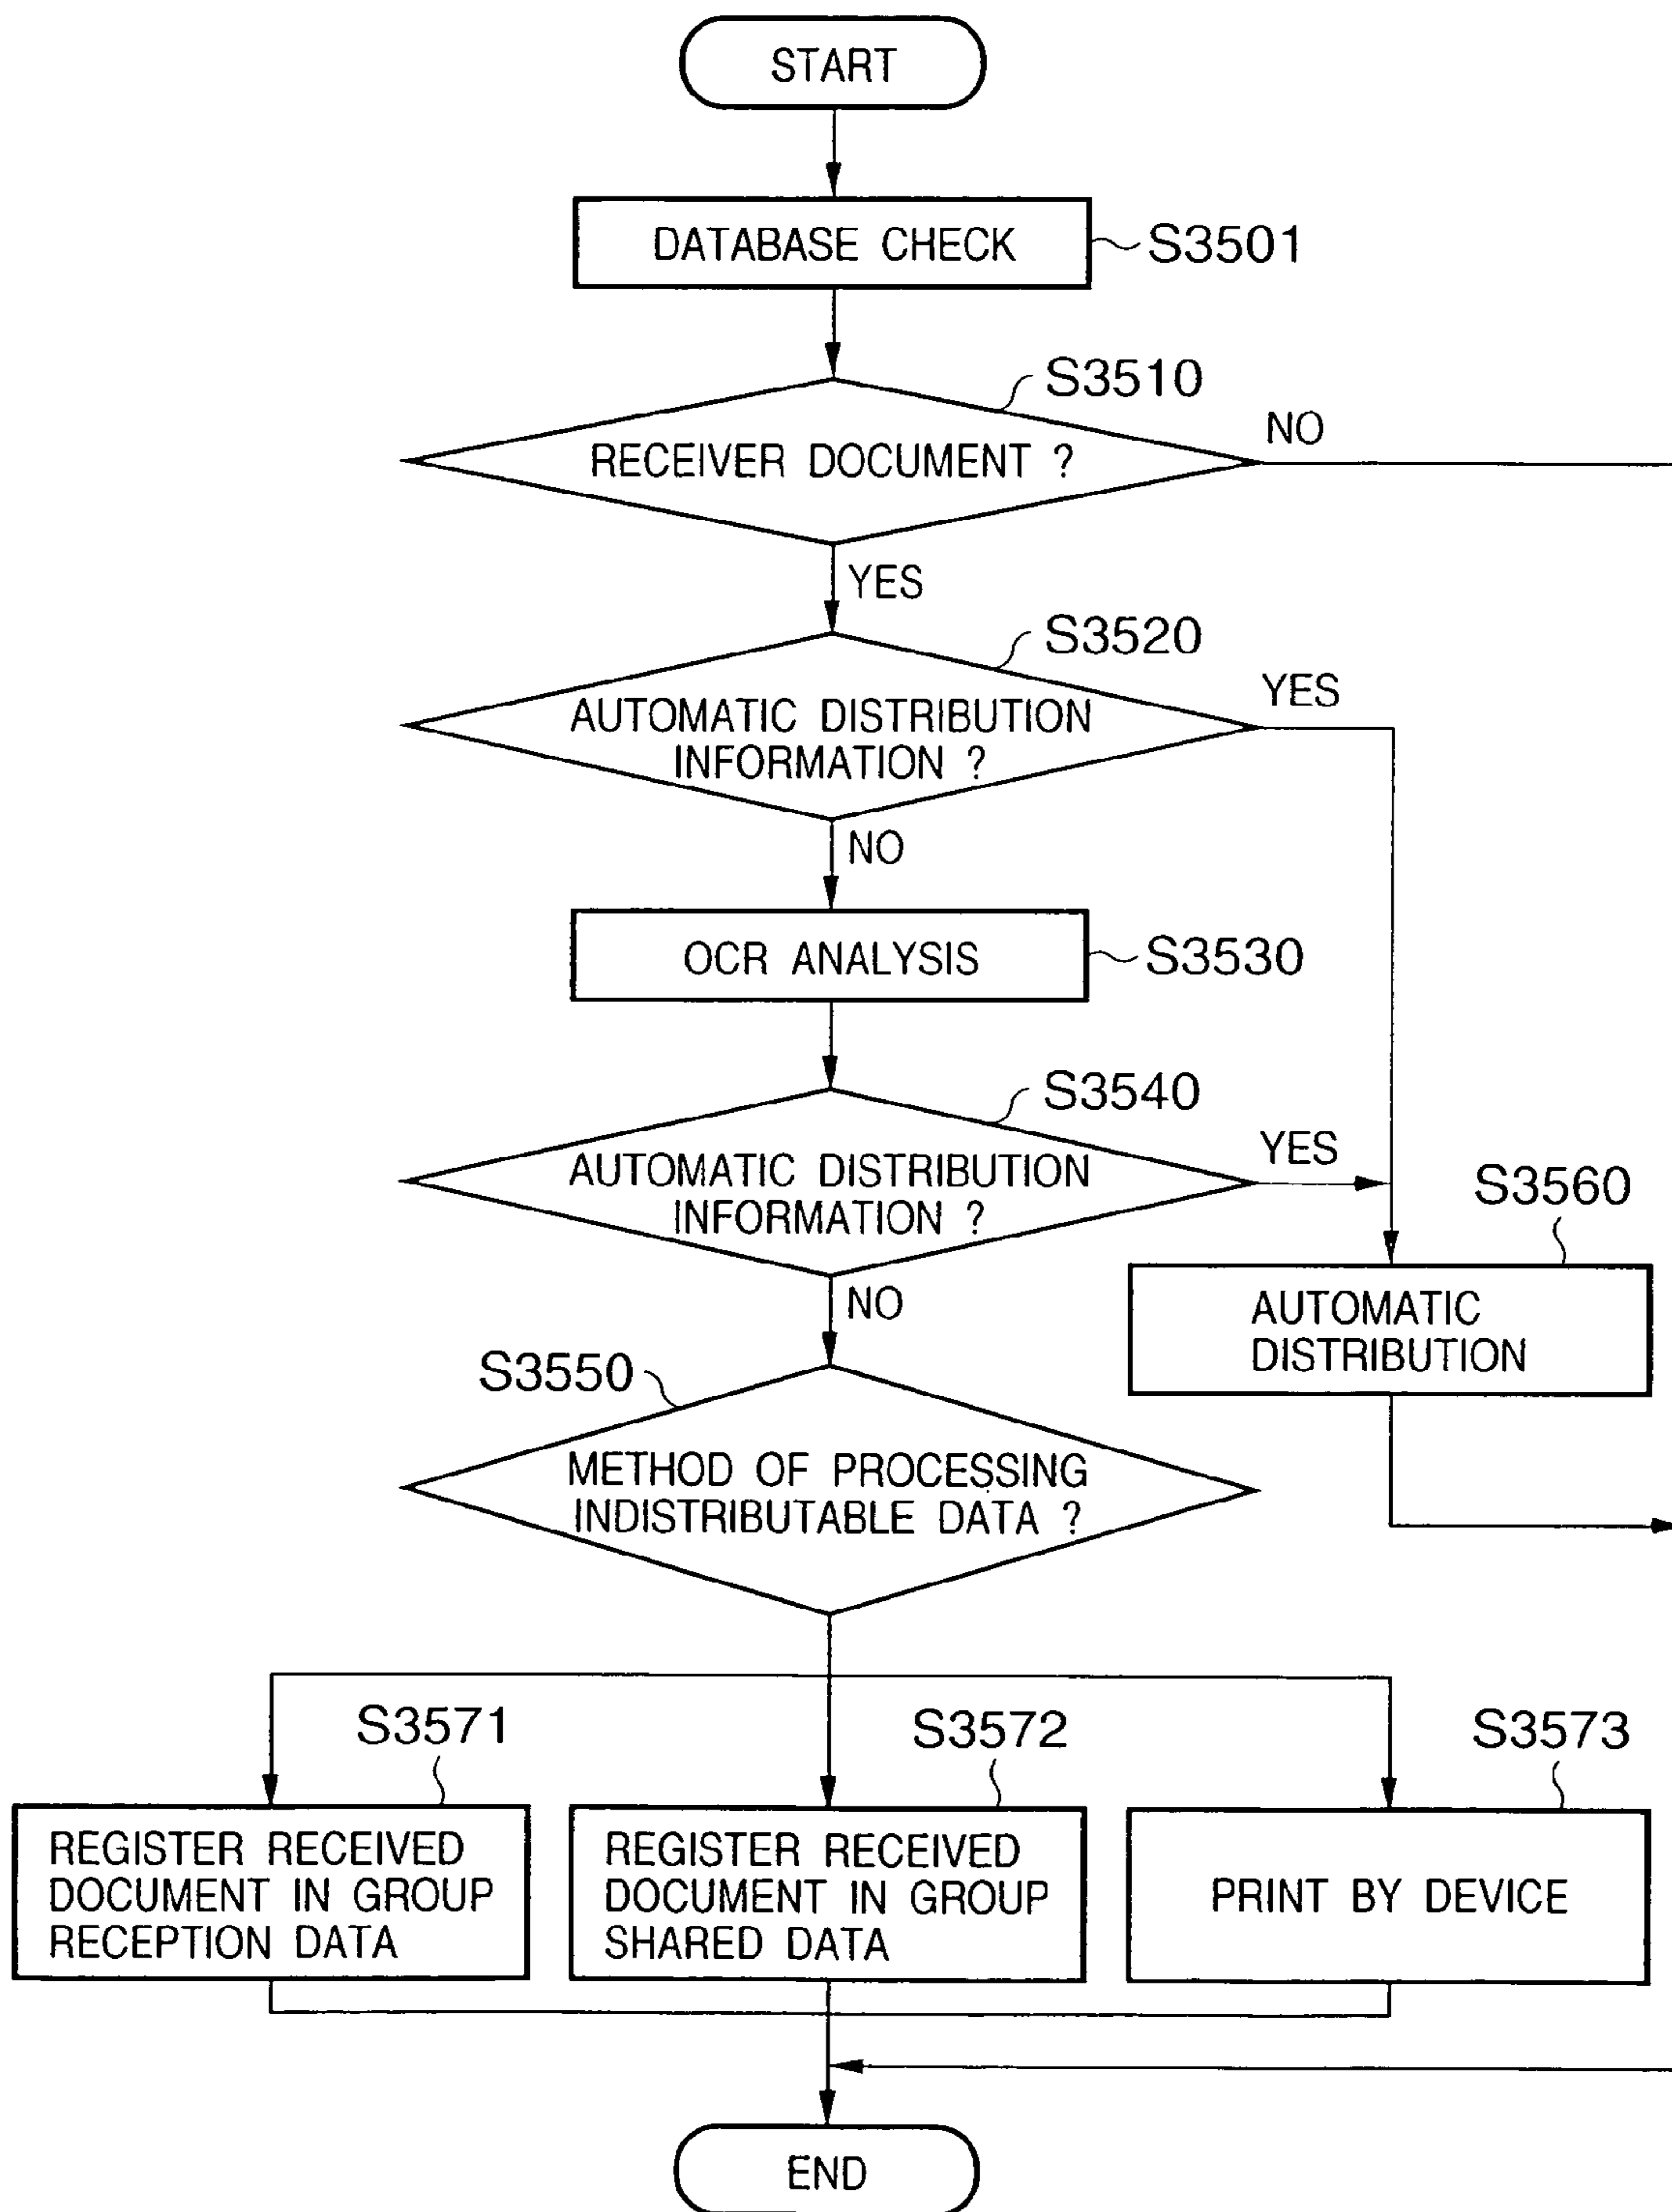 START
DATABASE CHECK
S3501
S3510
RECEIVER DOCUMENT ?
NO
YES
S3520
AUTOMATIC DISTRIBUTION
INFORMATION ?
YES
NO
OCR ANALYSIS
S3530
S3540
AUTOMATIC DISTRIBUTION
INFORMATION ?
YES
NO
S3560
AUTOMATIC
DISTRIBUTION
S3550
METHOD OF PROCESSING
INDISTRIBUTABLE DATA ?
S3571
REGISTER RECEIVED
DOCUMENT IN GROUP
RECEPTION DATA
S3572
REGISTER RECEIVED
DOCUMENT IN GROUP
SHARED DATA
S3573
PRINT BY DEVICE
END